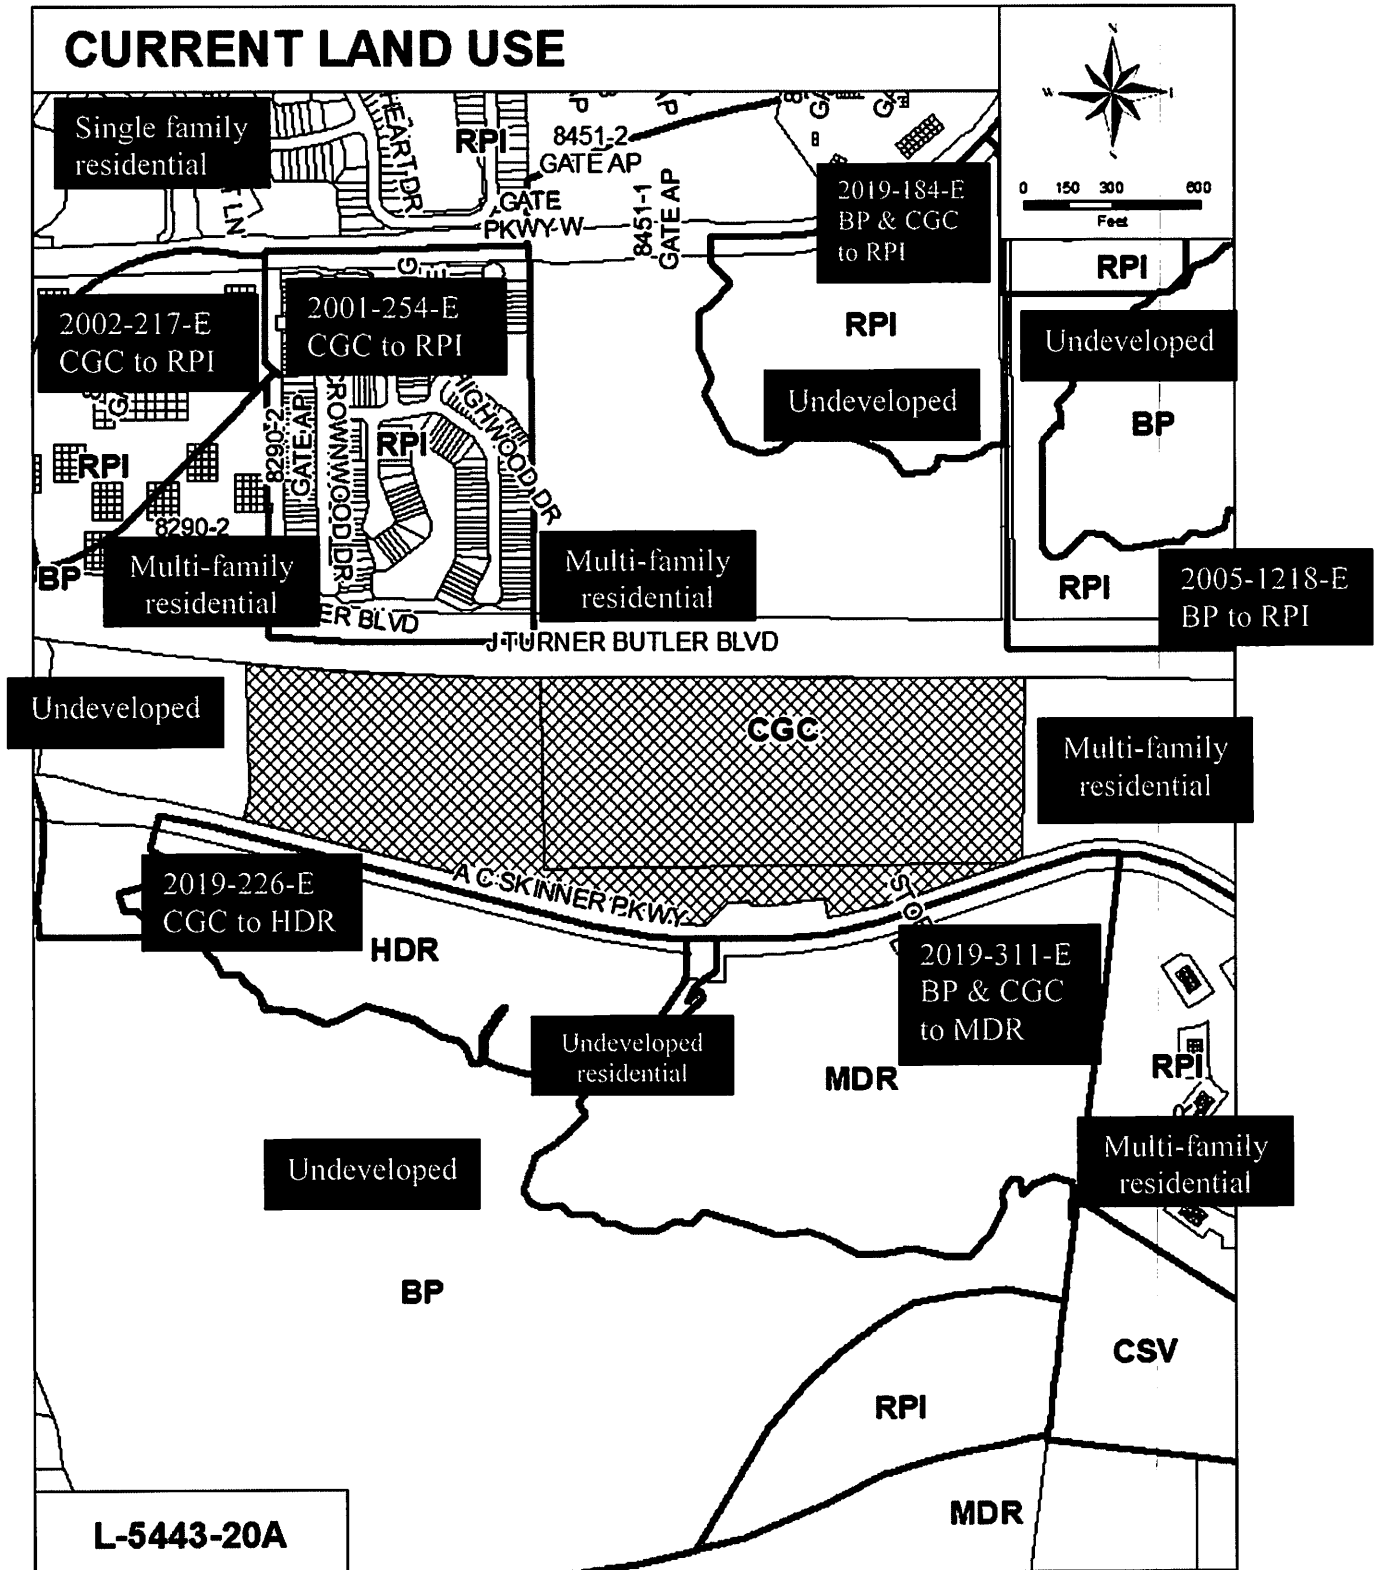 CURRENT LAND USE
N
W
0 150 300 600
Feet
Single family
residential
HEART DR
RPI
8451-2
GATE AP
GATE
PKWY W
8451-1
GATE AP
LN
2019-184-E
BP & CGC
to RPI
RPI
2002-217-E
CGC to RPI
2001-254-E
CGC to RPI
RPI
Undeveloped
Undeveloped
BP
HIGHWOOD DR
CROWNWOOD DR
8290-2
GATE AP
RPI
RPI
8290-2
BP
Multi-family
residential
Multi-family
residential
RPI
2005-1218-E
BP to RPI
ER BLVD
J TURNER BUTLER BLVD
Undeveloped
CGC
Multi-family
residential
2019-226-E
CGC to HDR
A C SKINNER PKWY
HDR
2019-311-E
BP & CGC
to MDR
Undeveloped
residential
MDR
RPI
Undeveloped
Multi-family
residential
BP
CSV
RPI
MDR
L-5443-20A